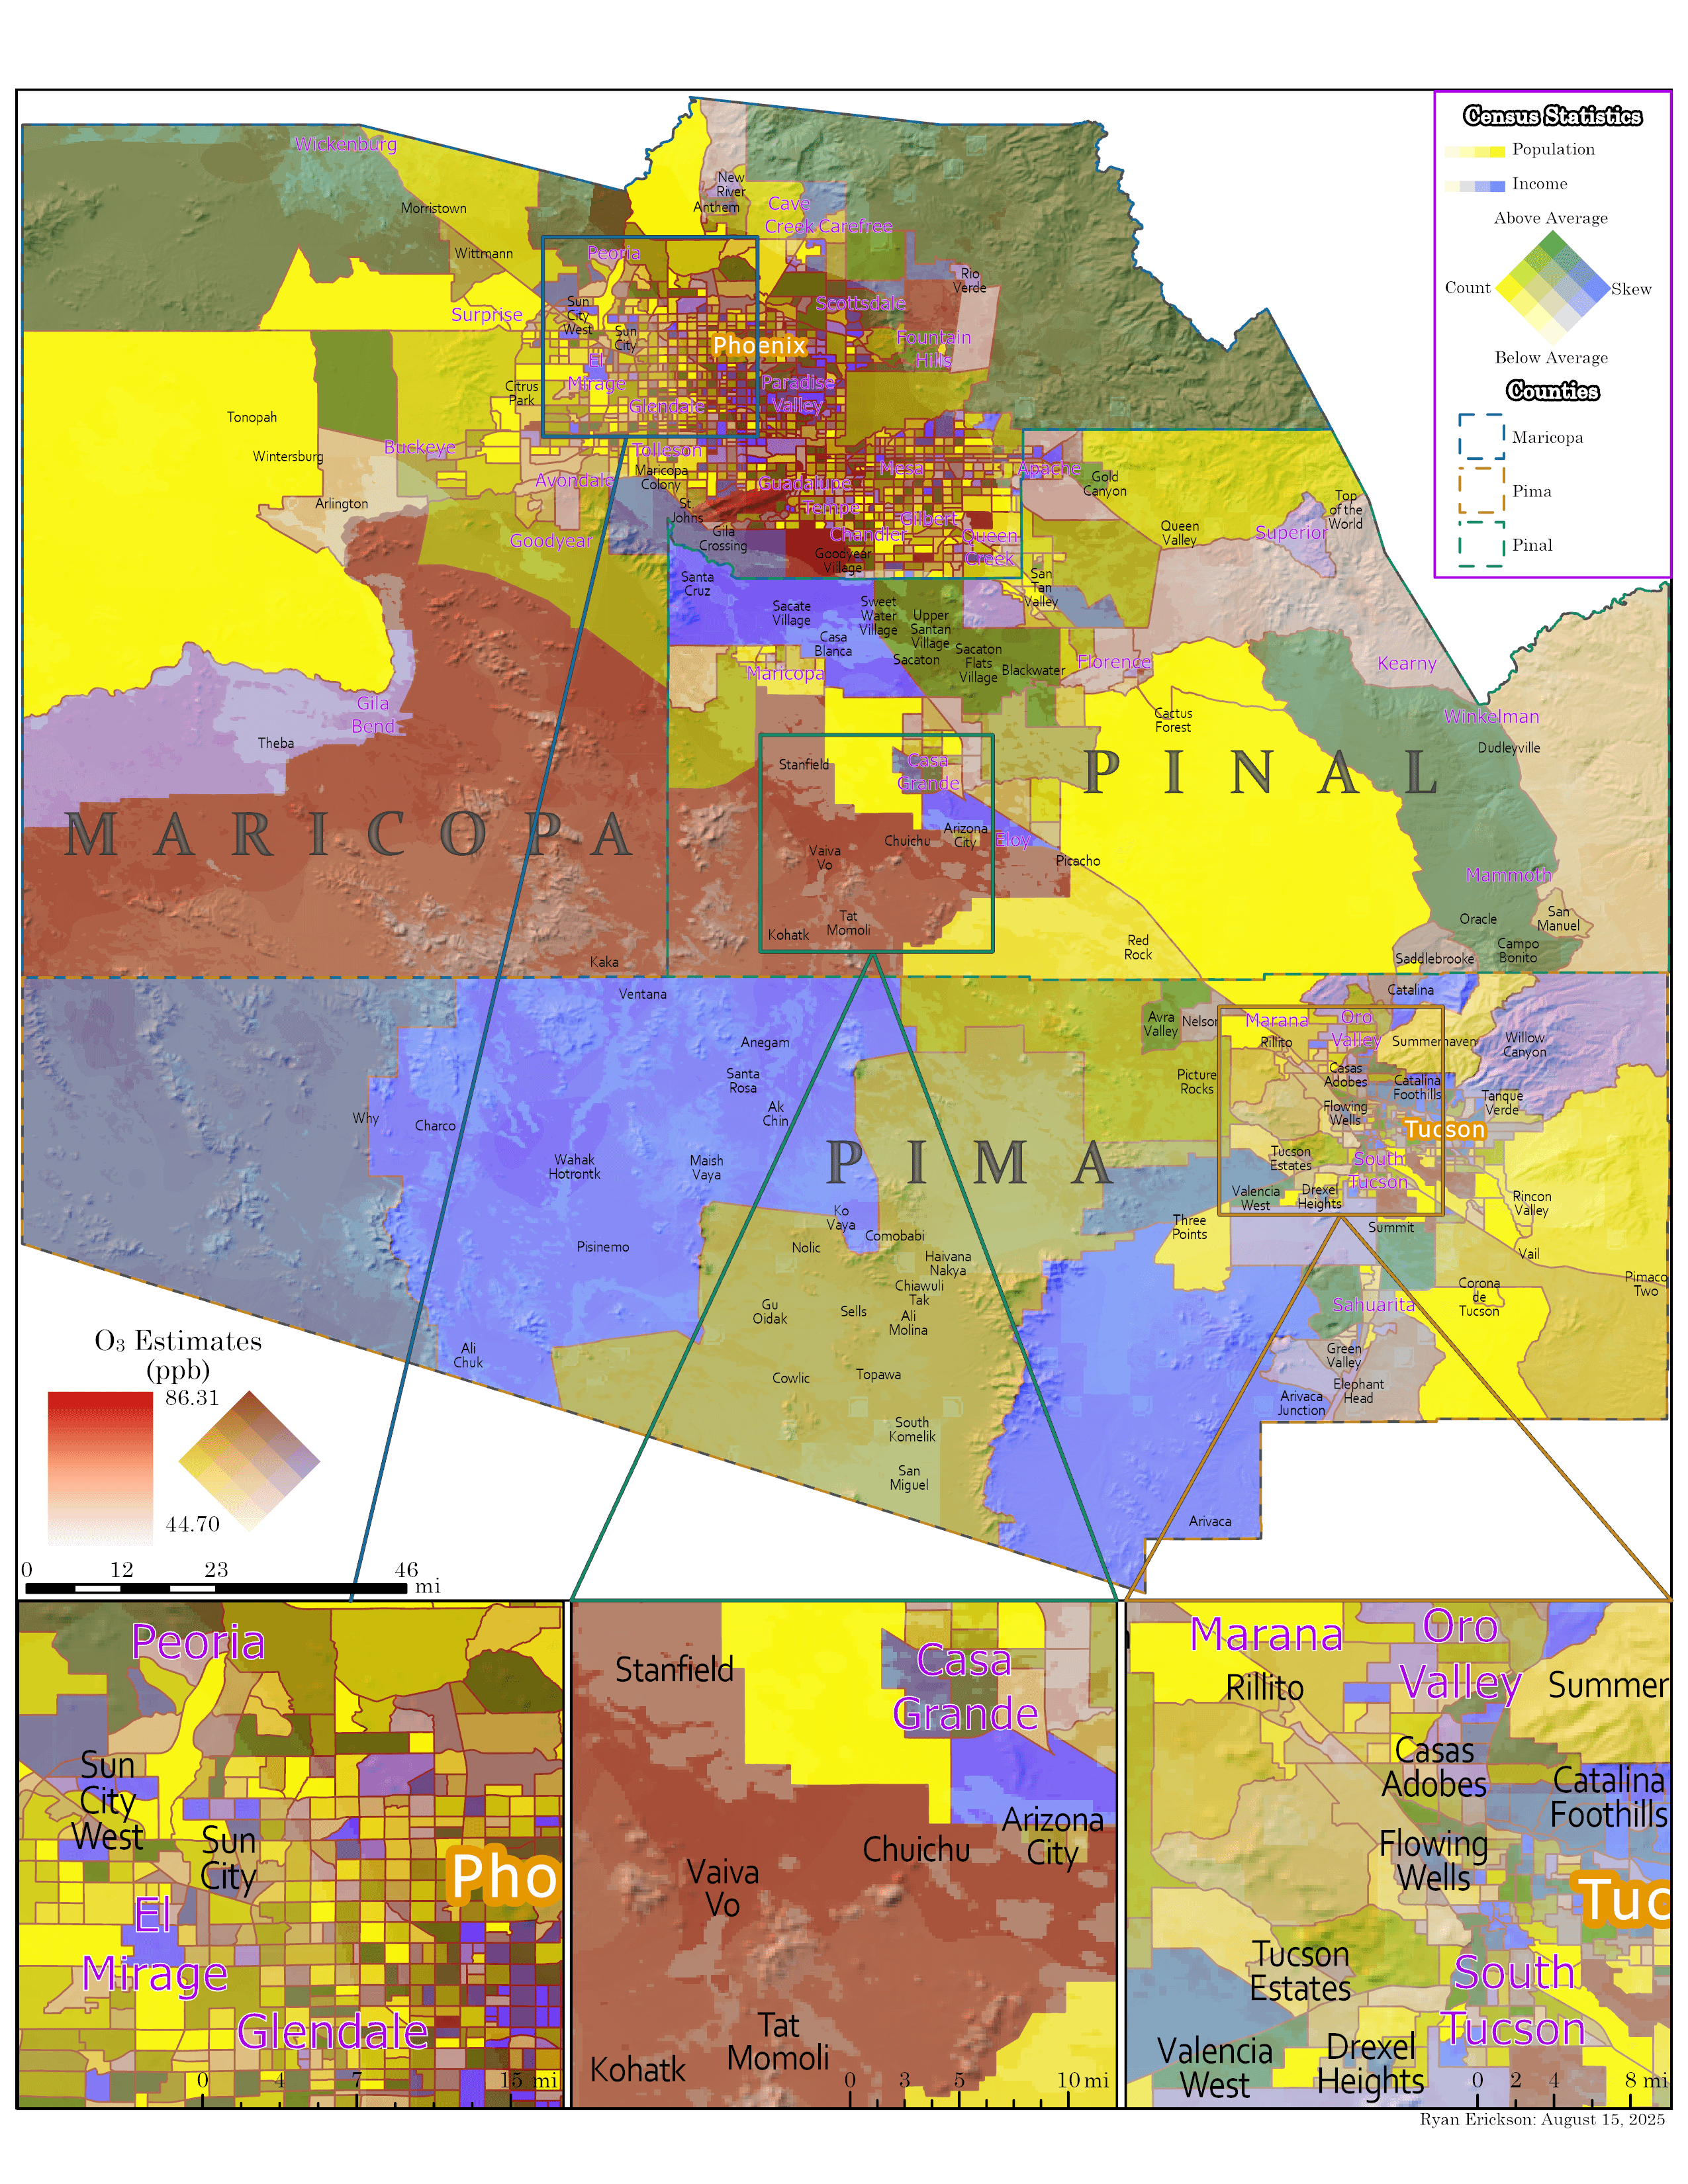 Census Statistics
Population
Income
Above Average
Count
Skew
Below Average
Counties
Maricopa
Pima
Pinal
Wickenburg
Morristown
Wittmann
New
River
Anthem
Cave
Creek
Carefree
Peoria
Rio
Verde
Surprise
Sun
City
West
Sun
City
Scottsdale
Phoenix
Fountain
Hills
El
Mirage
Citrus
Park
Paradise
Valley
Glendale
Tonopah
Wintersburg
Buckeye
Tolleson
Avondale
Maricopa
Colony
Arlington
Mesa
Apache
Gold
Canyon
Guadalupe
Tempe
St.
Johns
Gilbert
Chandler
Queen
Creek
Goodyear
Gila
Crossing
Goodyear
Village
Queen
Valley
Superior
Top
of the
World
Santa
Cruz
San
Tan
Valley
Sacate
Village
Sweet
Water
Village
Upper
Santan
Village
Casa
Blanca
Sacaton
Sacaton
Flats
Village
Blackwater
Maricopa
Florence
Kearny
Gila
Bend
Theba
Cactus
Forest
Winkelman
Dudleyville
Stanfield
Casa
Grande
PINAL
MARICOPA
Chuichu
Arizona
City
Eloy
Vaiva
Vo
Picacho
Mammoth
Tat
Momoli
Kohatk
Kaka
Red
Rock
Oracle
San
Manuel
Campo
Bonito
Saddlebrooke
Ventana
Catalina
Anegam
Avra
Valley
Nelson
Marana
Oro
Valley
Rillito
Summerhaven
Willow
Canyon
Santa
Rosa
Ak
Chin
Picture
Rocks
Casas
Adobes
Catalina
Foothills
Tanque
Verde
Why
Charco
Flowing
Wells
Tucson
Wahak
Hotrontk
Maish
Vaya
PIMA
Tucson
Estates
South
Tucson
Valencia
West
Drexel
Heights
Rincon
Valley
Ko
Vaya
Three
Points
Summit
Comobabi
Nolic
Pisinemo
Haivana
Nakya
Vail
Chiawuli
Tak
Gu
Oidak
Sells
Ali
Molina
Sahuarita
Corona
de
Tucson
Pimaco
Two
Ali
Chuk
Cowlic
Topawa
Green
Valley
Elephant
Head
Arivaca
Junction
South
Komelik
San
Miguel
Arivaca
O₃ Estimates
(ppb)
86.31
44.70
0 12 23 46 mi
Peoria
Sun
City
West
Sun
City
Pho
El
Mirage
Glendale
0 4 7 15 mi
Stanfield
Casa
Grande
Arizona
City
Chuichu
Vaiva
Vo
Tat
Momoli
Kohatk
0 3 5 10 mi
Marana
Oro
Valley
Rillito
Summer
Casas
Adobes
Catalina
Foothills
Flowing
Wells
Tuc
Tucson
Estates
South
Tucson
Valencia
West
Drexel
Heights
0 2 4 8 mi
Ryan Erickson: August 15, 2025